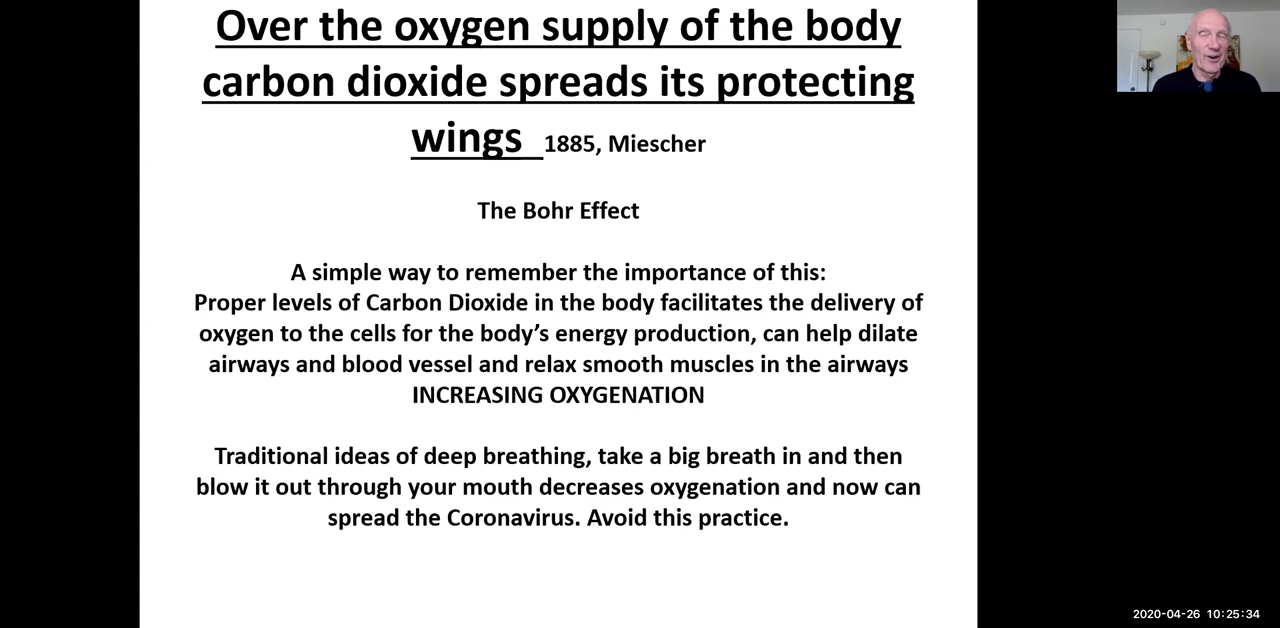 Over the oxygen supply of the body
carbon dioxide spreads its protecting
wings 1885, Miescher
The Bohr Effect
A simple way to remember the importance of this:
Proper levels of Carbon Dioxide in the body facilitates the delivery of
oxygen to the cells for the body’s energy production, can help dilate
airways and blood vessel and relax smooth muscles in the airways
INCREASING OXYGENATION
Traditional ideas of deep breathing, take a big breath in and then
blow it out through your mouth decreases oxygenation and now can
spread the Coronavirus. Avoid this practice.
2020-04-26 10:25:34